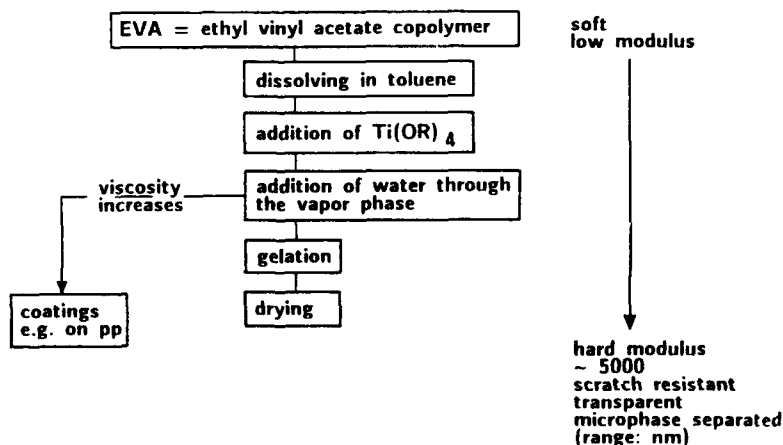 EVA = ethyl vinyl acetate copolymer
dissolving in toluene
addition of Ti(OR) 4
addition of water through
the vapor phase
gelation
drying
viscosity
increases
coatings
e.g. on pp
soft
low modulus
hard modulus
~ 5000
scratch resistant
transparent
microphase separated
(range: nm)